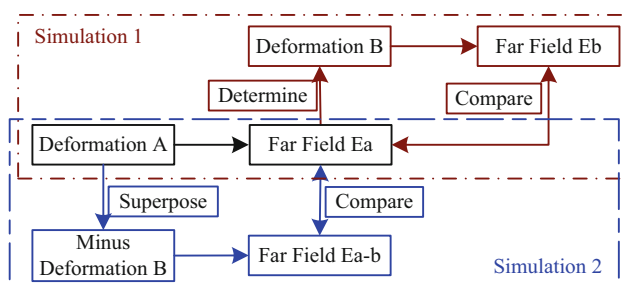 Simulation 1
Deformation B
Far Field Eb
Determine
Compare
Deformation A
Far Field Ea
Superpose
Compare
Minus
Deformation B
Far Field Ea-b
Simulation 2